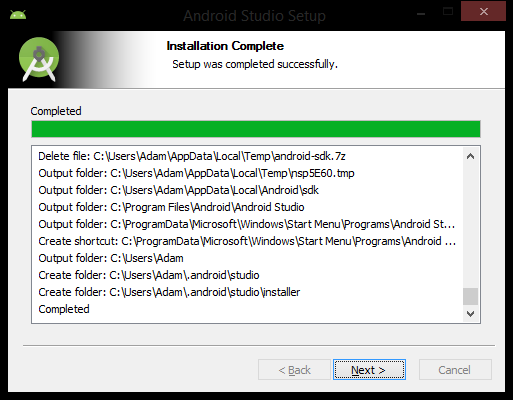 Android Studio Setup
Installation Complete
Setup was completed successfully.
Completed
Delete file: C:\Users\Adam\AppData\Local\Temp\android-sdk.7z
Output folder: C:\Users\Adam\AppData\Local\Temp\nsp5E60.tmp
Output folder: C:\Users\Adam\AppData\Local\Android\sdk
Output folder: C:\Program Files\Android\Android Studio
Output folder: C:\ProgramData\Microsoft\Windows\Start Menu\Programs\Android St...
Create shortcut: C:\ProgramData\Microsoft\Windows\Start Menu\Programs\Android ...
Output folder: C:\Users\Adam
Create folder: C:\Users\Adam\.android\studio
Create folder: C:\Users\Adam\.android\studio\installer
Completed
< Back Next > Cancel